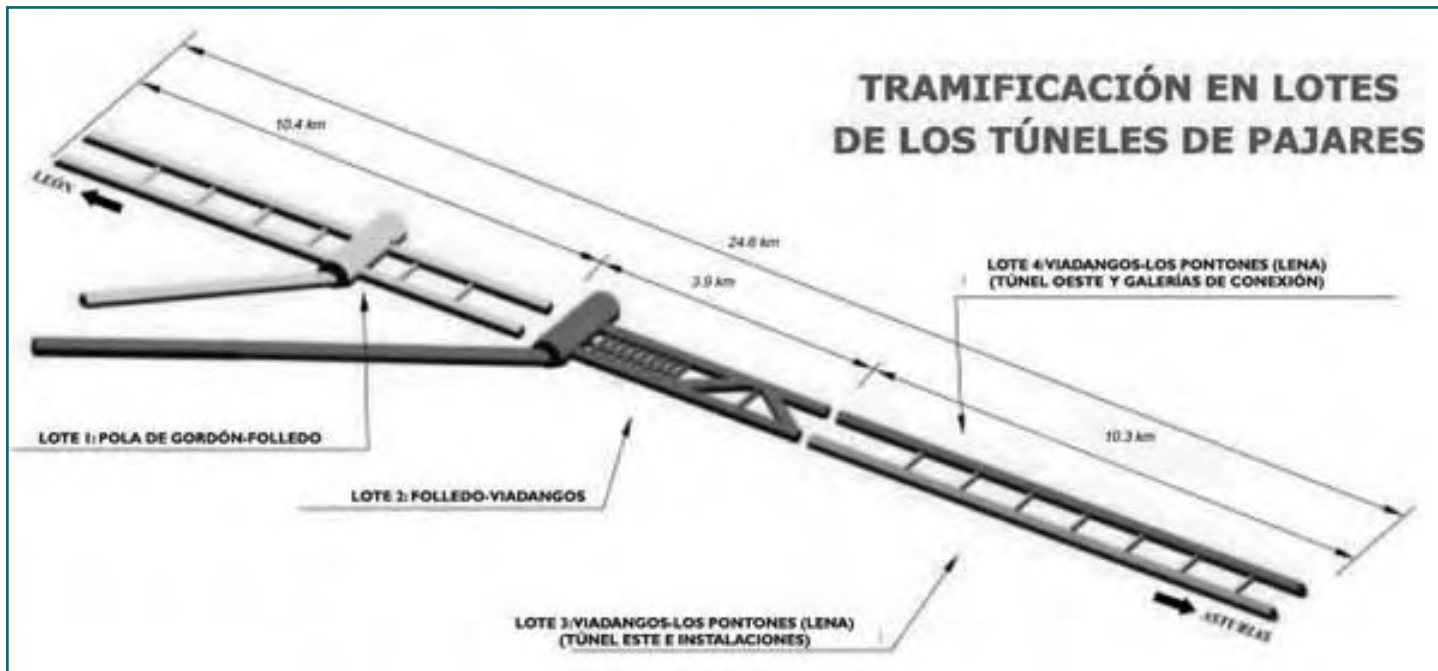 TRAMIFICACIÓN EN LOTES
DE LOS TÚNELES DE PAJARES
10.4 km
LEÓN
24.6 km
3.9 km
LOTE 4: VIADANGOS-LOS PONTONES (LENA)
(TÚNEL OESTE Y GALERÍAS DE CONEXIÓN)
LOTE 1: POLA DE GORDÓN-FOLLEDO
10.3 km
LOTE 2: FOLLEDO-VIADANGOS
LOTE 3: VIADANGOS-LOS PONTONES (LENA)
(TÚNEL ESTE E INSTALACIONES)
ASTURIAS